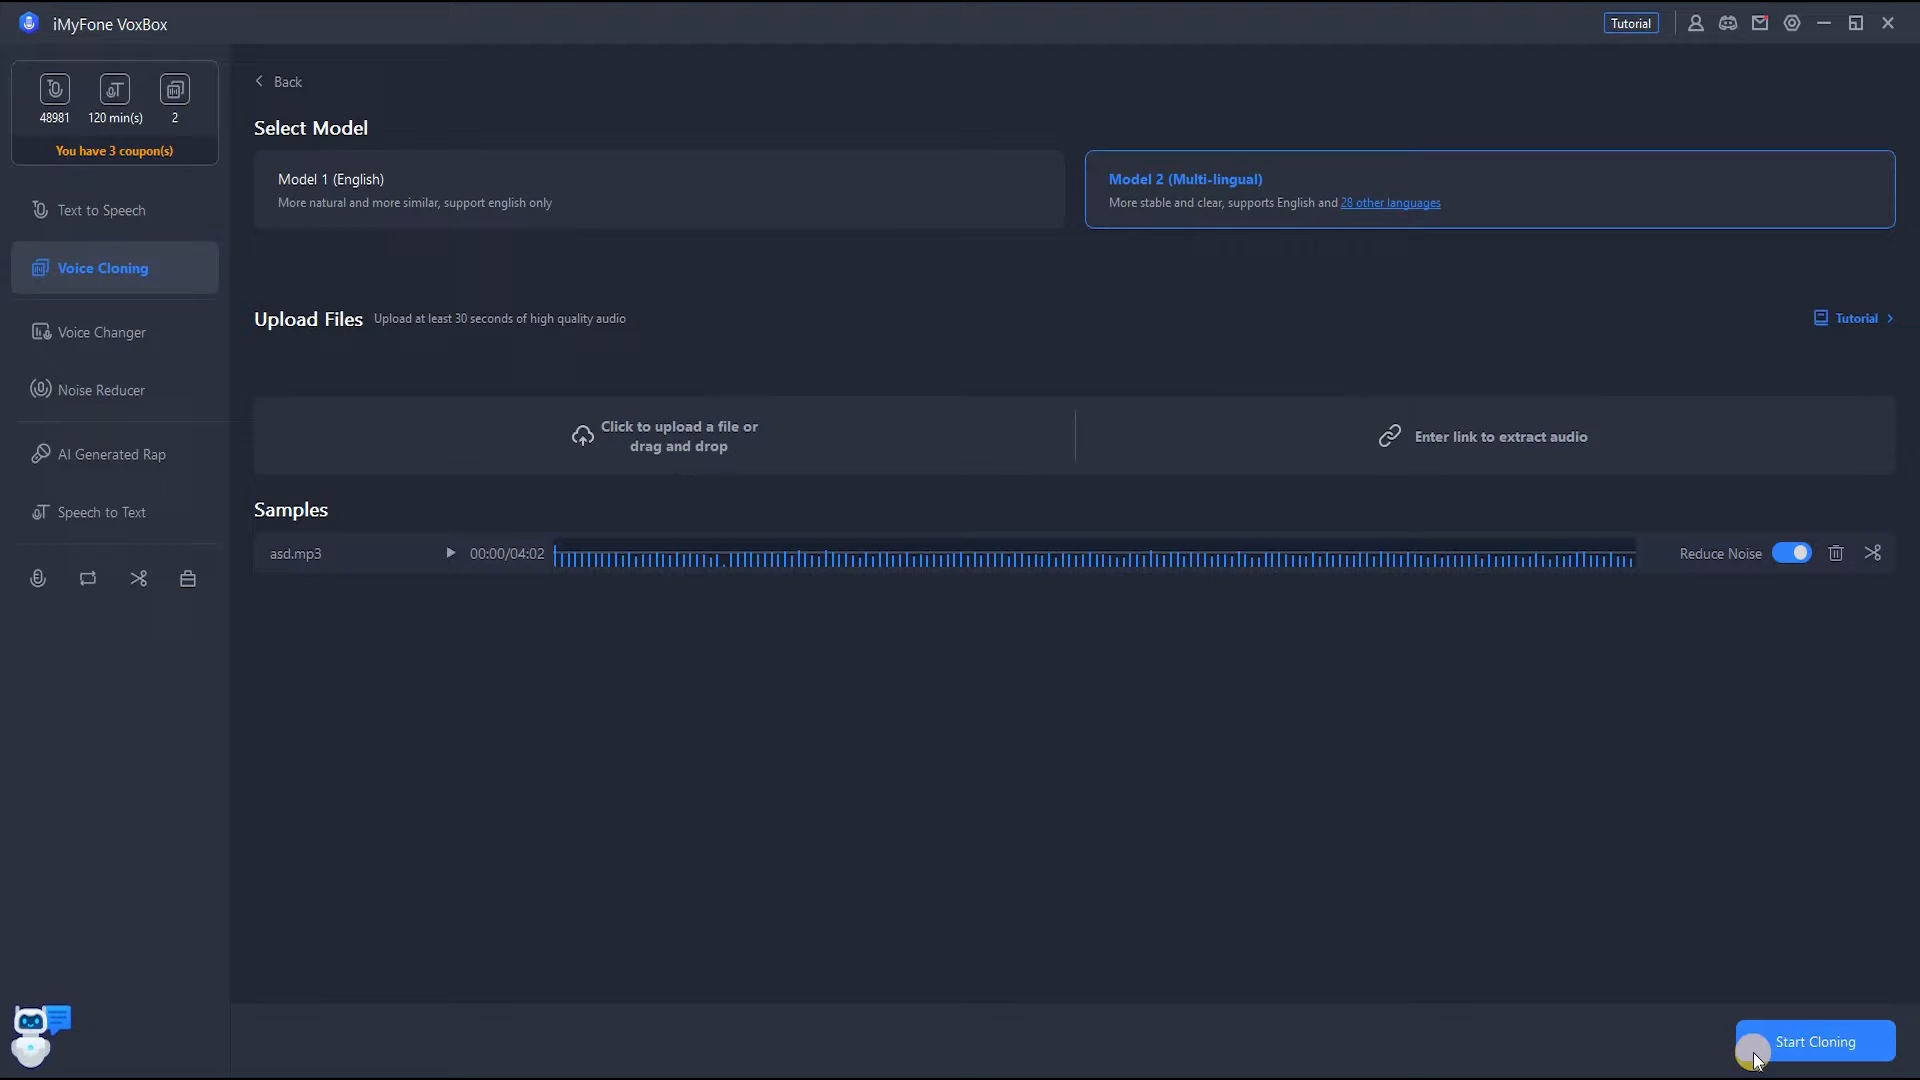 iMyFone VoxBox
Tutorial
48981
120 min(s)
2
You have 3 coupon(s)
Text to Speech
Voice Cloning
Voice Changer
Noise Reducer
AI Generated Rap
Speech to Text
Back
Select Model
Model 1 (English)
More natural and more similar, support english only
Model 2 (Multi-lingual)
More stable and clear, supports English and 28 other languages
Upload Files Upload at least 30 seconds of high quality audio
Tutorial
Click to upload a file or
drag and drop
Enter link to extract audio
Samples
asd.mp3 00:00/04:02 Reduce Noise
Start Cloning